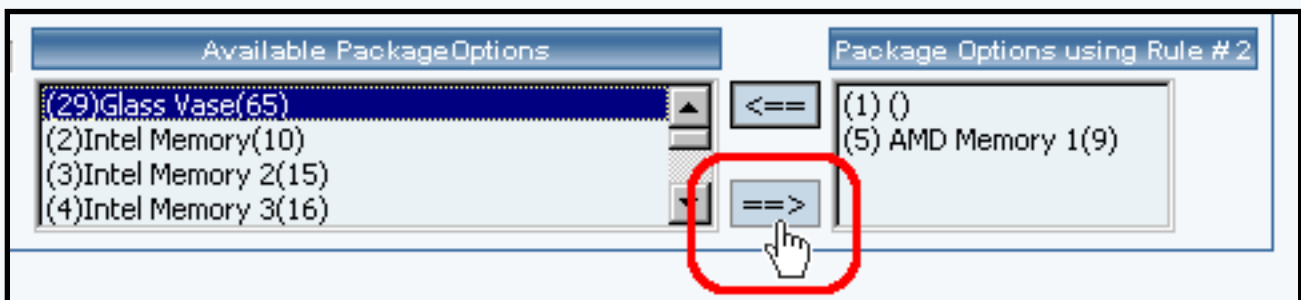 Available PackageOptions
Package Options using Rule #2
(29)Glass Vase(65)
(2)Intel Memory(10)
(3)Intel Memory 2(15)
(4)Intel Memory 3(16)
<==
==>
(1) ()
(5) AMD Memory 1(9)